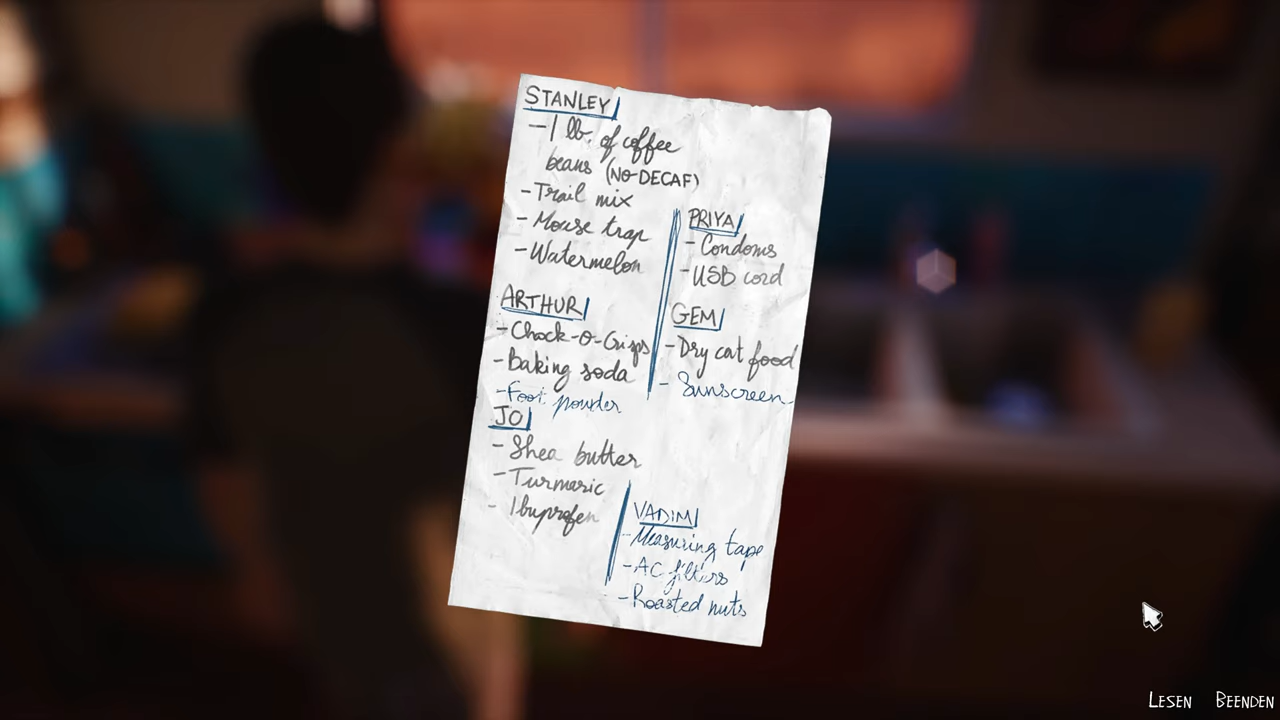 STANLEY
- 1 lb. of coffee
beans (NO DECAF)
- Trail mix
- Mouse trap
- Watermelon
ARTHUR
- Chock-O-Crisps
- Baking soda
- Foot powder
JO
- Shea butter
- Turmaric
- Ibuprofen
PRIYA
- Condoms
- USB cord
GEM
- Dry cat food
- Sunscreen
VADIM
- Measuring tape
- AC filters
- Roasted nuts
LESEN BEENDEN